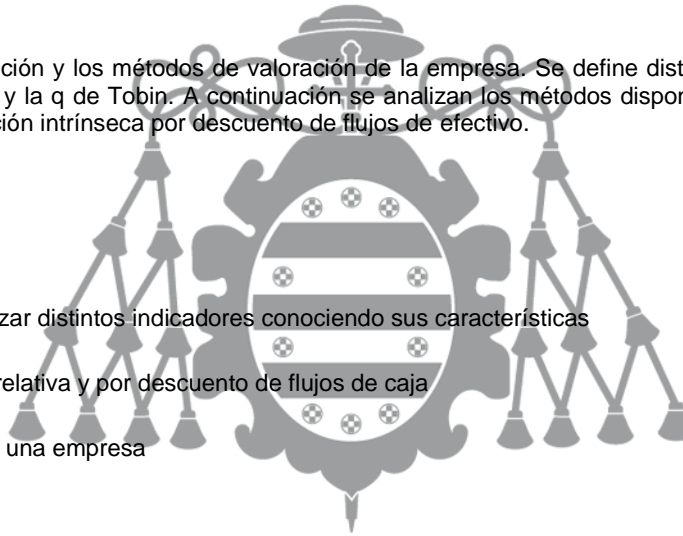 ción y los métodos de valoración de la empresa. Se define dist
y la q de Tobin. A continuación se analizan los métodos dispon
ción intrínseca por descuento de flujos de efectivo.
zar distintos indicadores conociendo sus características
relativa y por descuento de flujos de caja
una empresa